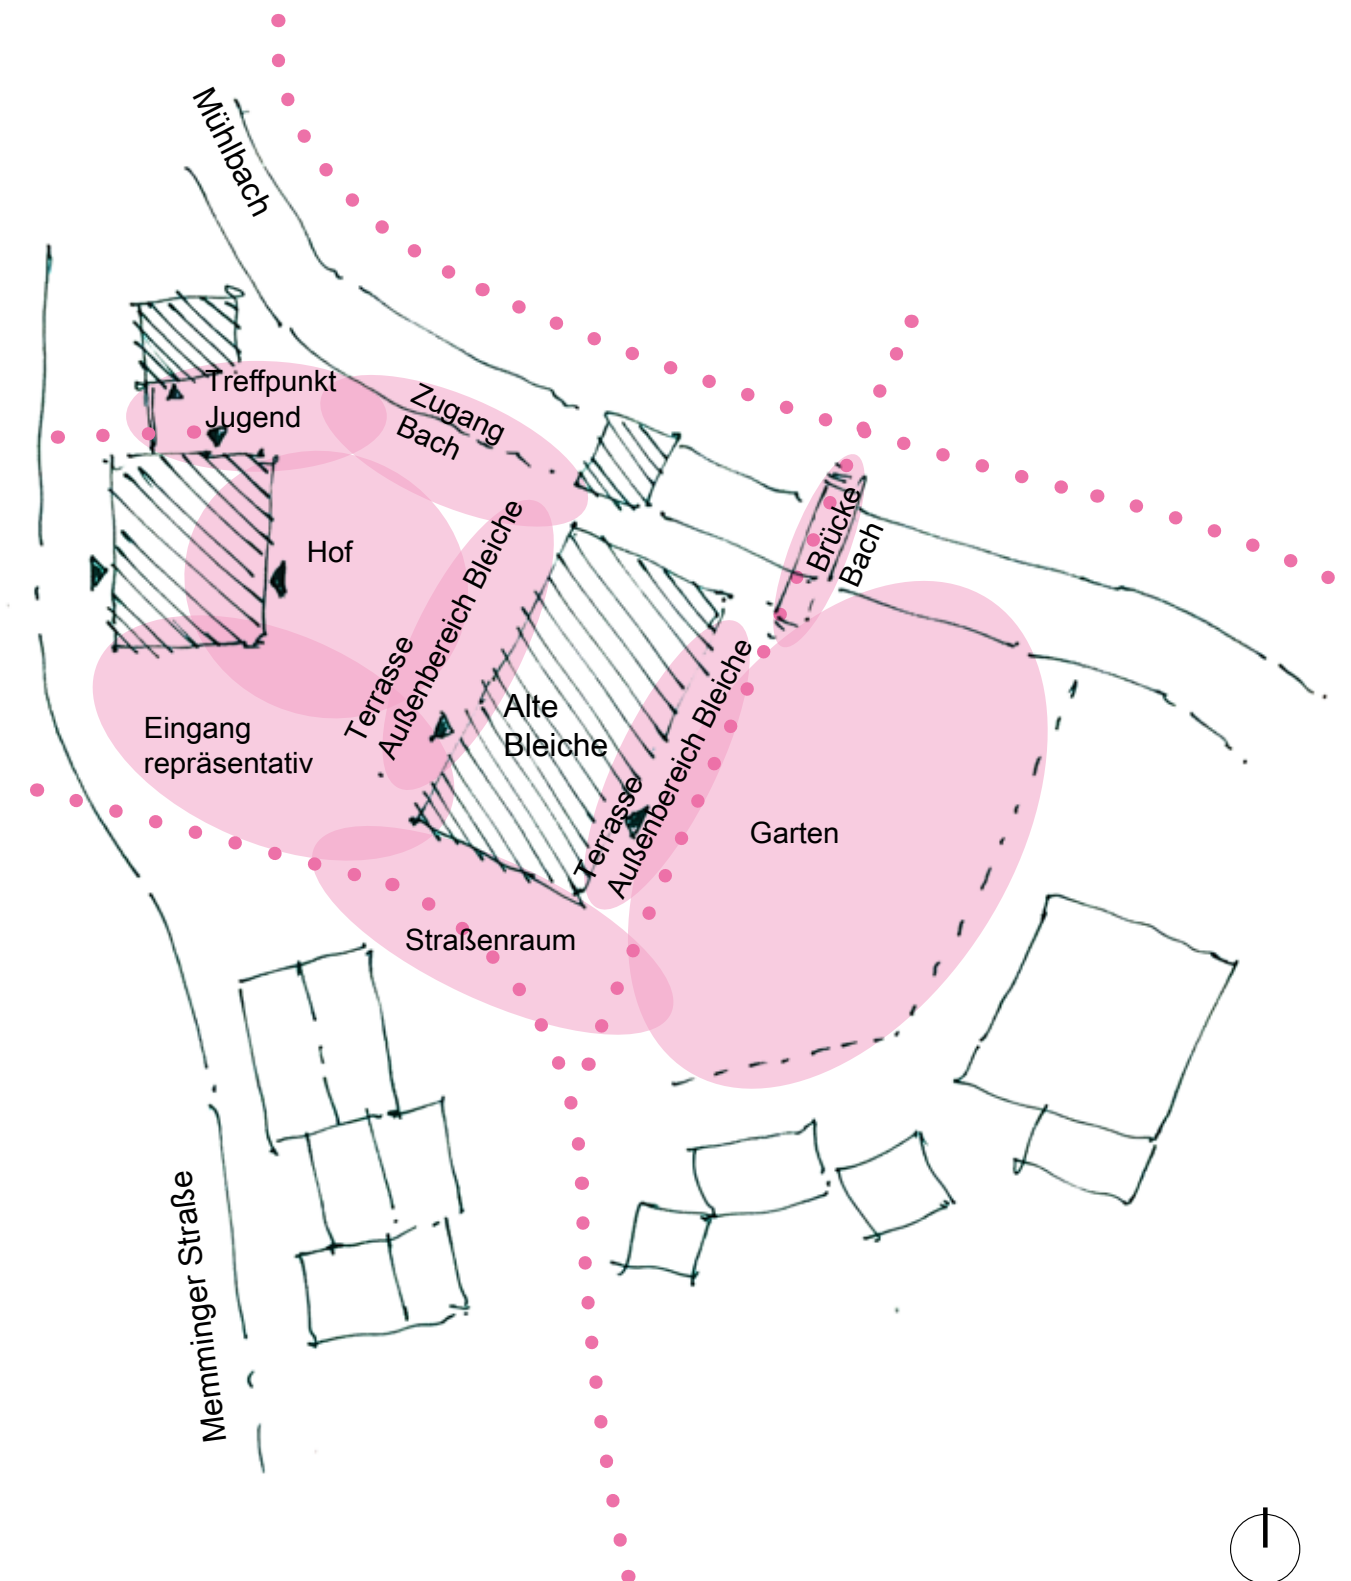 Mühlbach
Treffpunkt
Jugend
Zugang
Bach
Hof
Terrasse
Außenbereich Bleiche
Brücke
Bach
Eingang
repräsentativ
Alte
Bleiche
Terrasse
Außenbereich Bleiche
Garten
Straßenraum
Memminger Straße